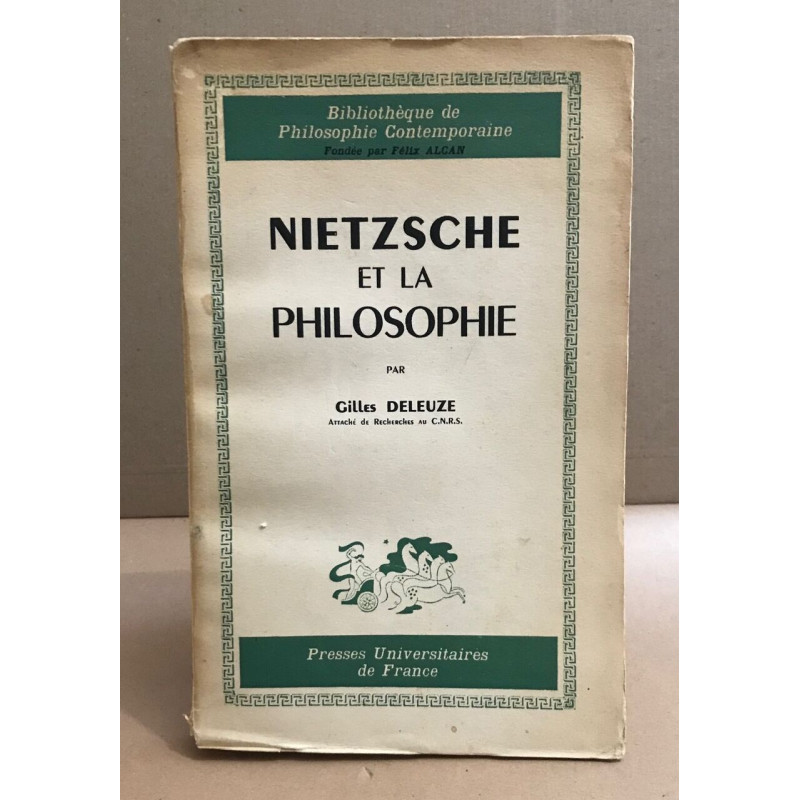 Bibliothèque de
Philosophie Contemporaine
Fondée par Félix ALCAN
NIETZSCHE
ET LA
PHILOSOPHIE
PAR
Gilles DELEUZE
Attaché de Recherches au C.N.R.S.
Presses Universitaires
de France